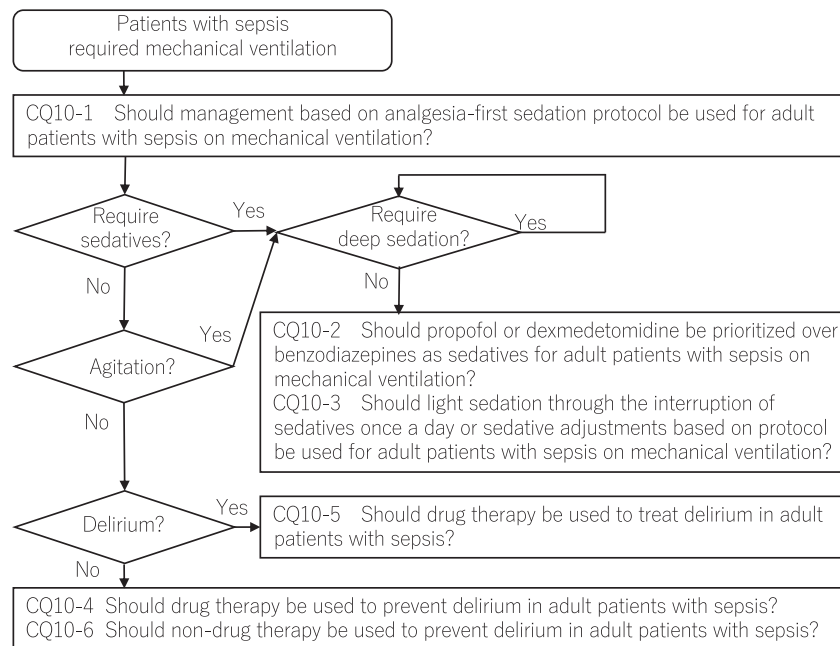 Patients with sepsis
required mechanical ventilation
CQ10-1 Should management based on analgesia-first sedation protocol be used for adult
patients with sepsis on mechanical ventilation?
Require
sedatives?
Yes
Require
deep sedation?
Yes
No
No
Yes
Agitation?
CQ10-2 Should propofol or dexmedetomidine be prioritized over
benzodiazepines as sedatives for adult patients with sepsis on
mechanical ventilation?
CQ10-3 Should light sedation through the interruption of
sedatives once a day or sedative adjustments based on protocol
be used for adult patients with sepsis on mechanical ventilation?
No
Delirium?
Yes
CQ10-5 Should drug therapy be used to treat delirium in adult
patients with sepsis?
No
CQ10-4 Should drug therapy be used to prevent delirium in adult patients with sepsis?
CQ10-6 Should non-drug therapy be used to prevent delirium in adult patients with sepsis?